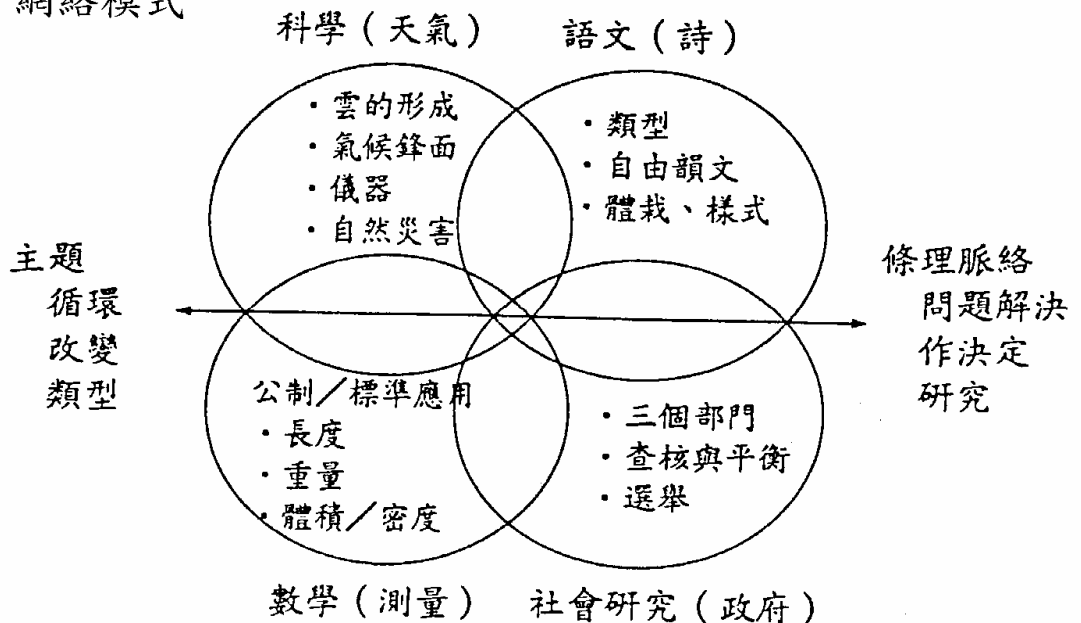 網絡模式
科學（天氣）
語文（詩）
・雲的形成
・氣候鋒面
・儀器
・自然災害
・類型
・自由韻文
・體栽、樣式
主題
循環
改變
類型
條理脈絡
問題解決
作決定
研究
公制／標準應用
・長度
・重量
・體積／密度
・三個部門
・查核與平衡
・選舉
數學（測量）
社會研究（政府）